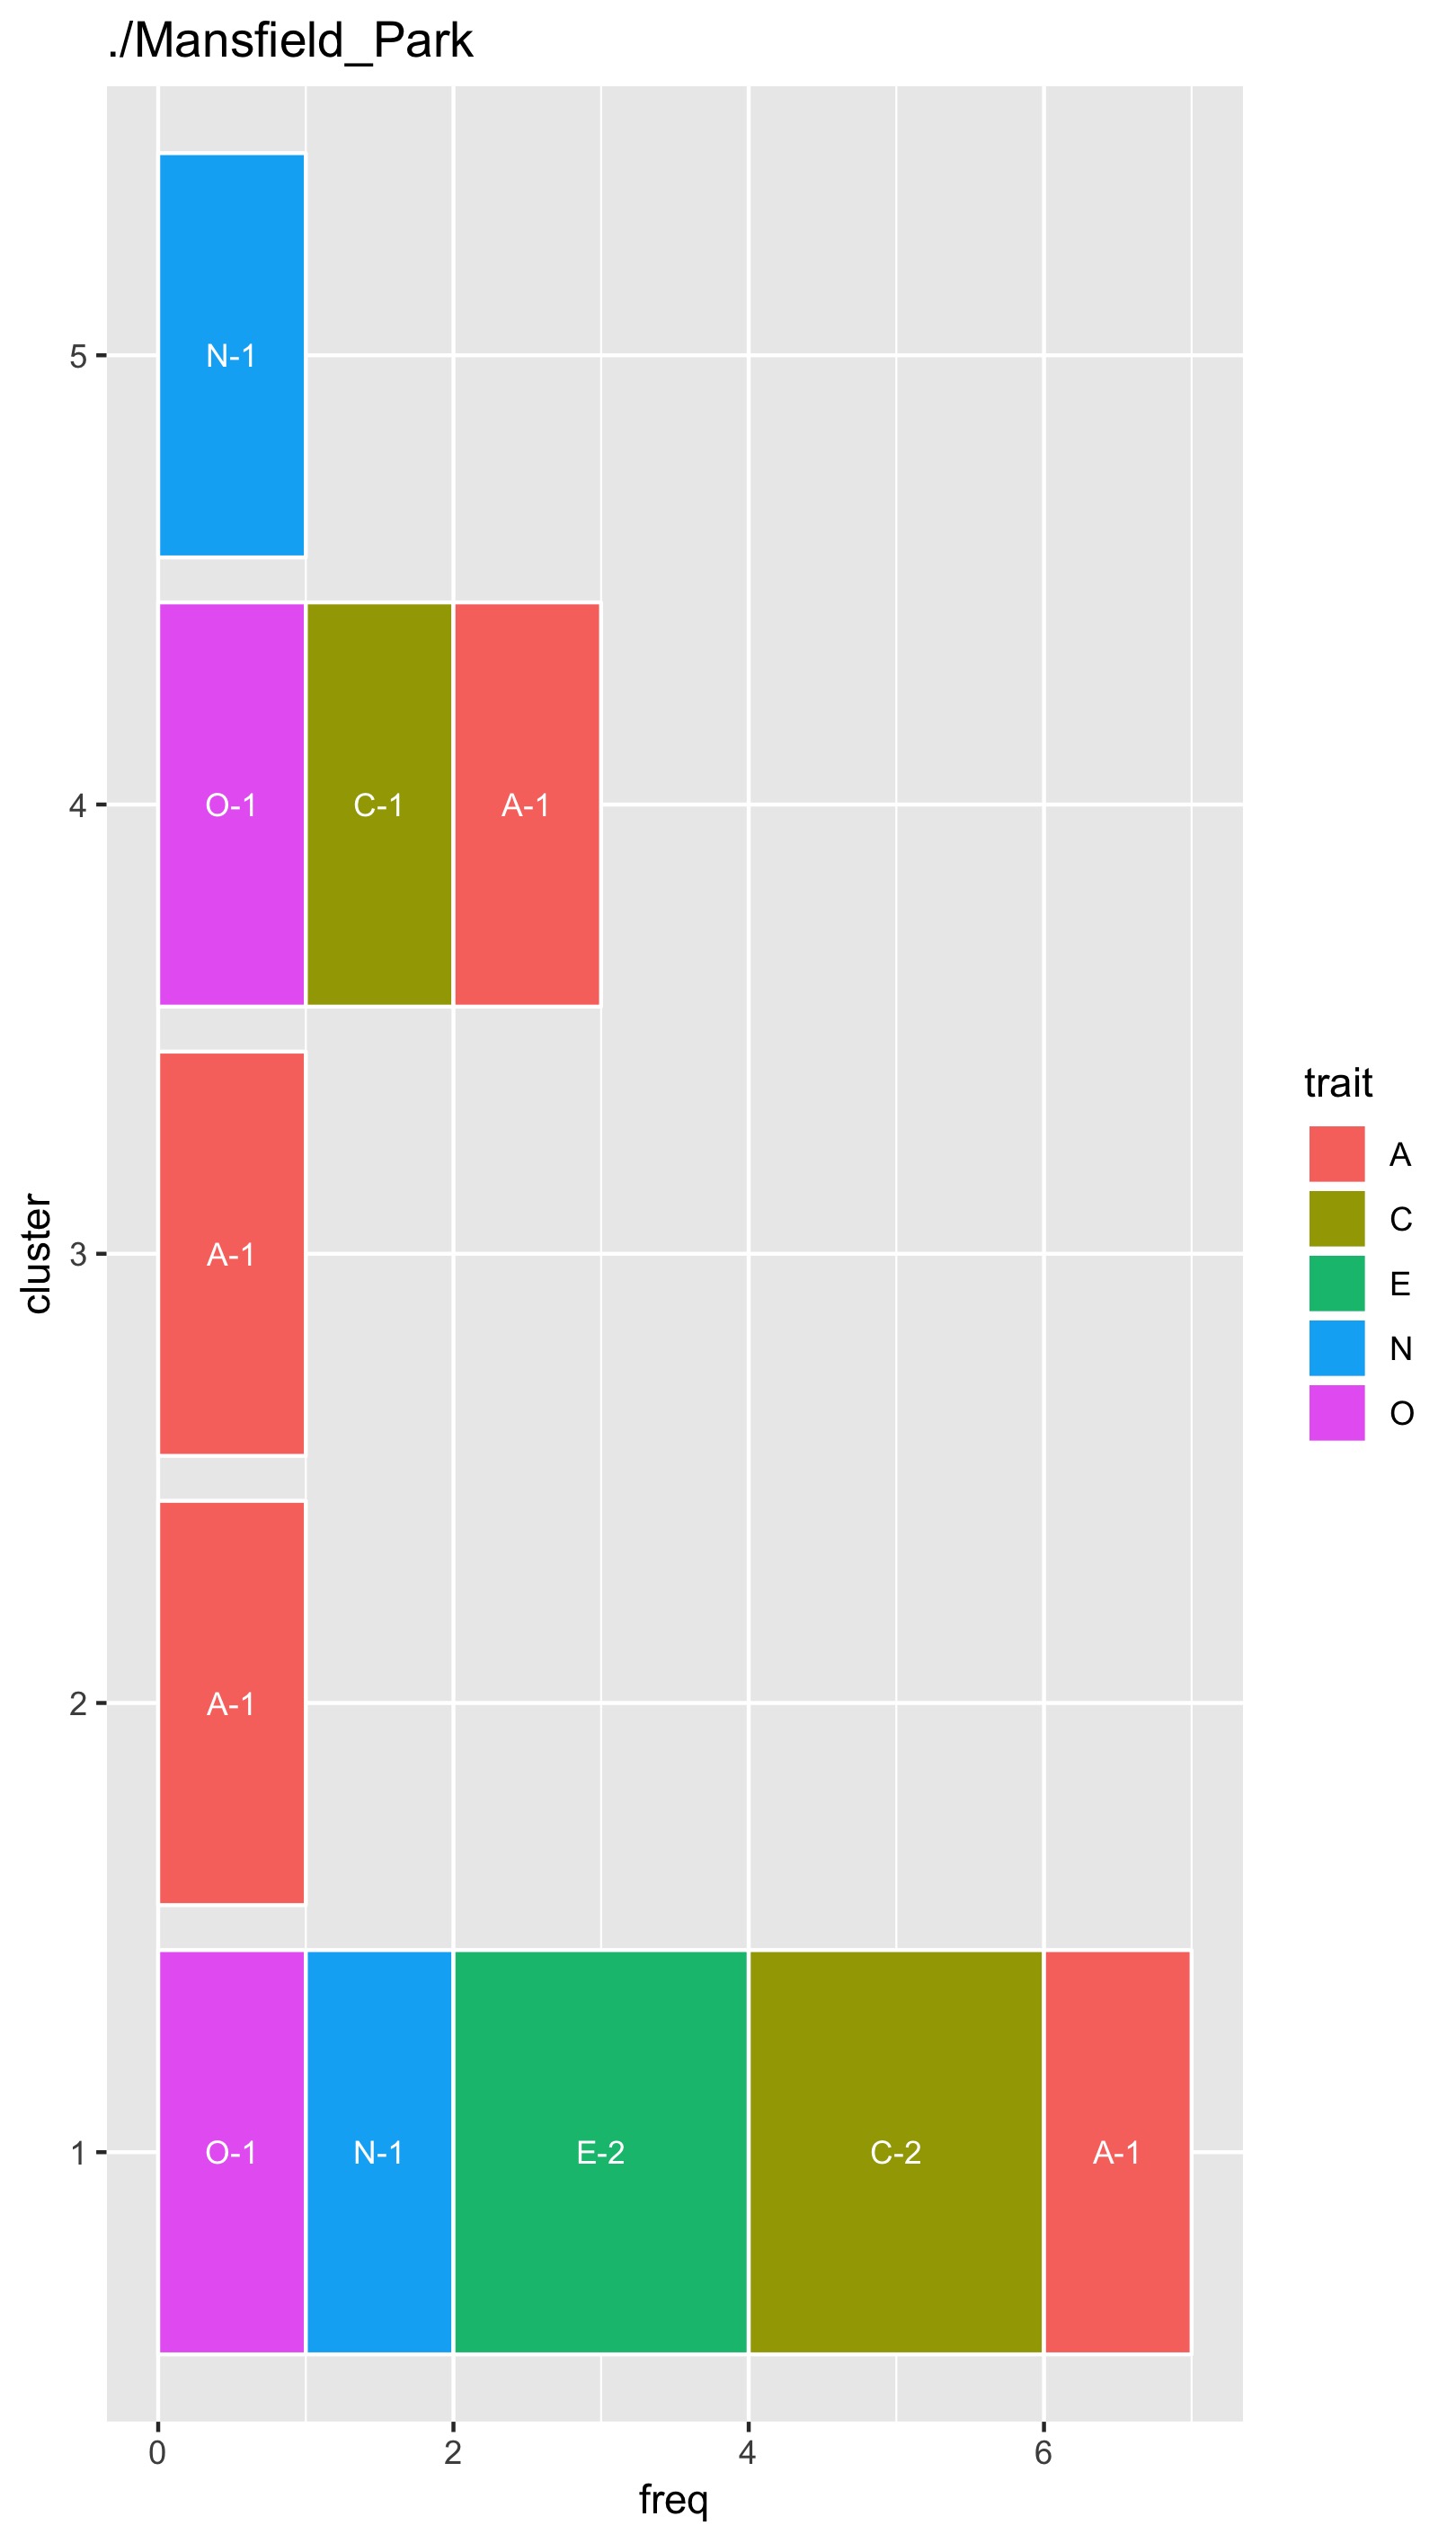 ./Mansfield_Park
5
N-1
4
O-1 C-1 A-1
3
A-1
2
A-1
1
O-1 N-1 E-2 C-2 A-1
cluster
0 2 4 6
freq
trait
A
C
E
N
O